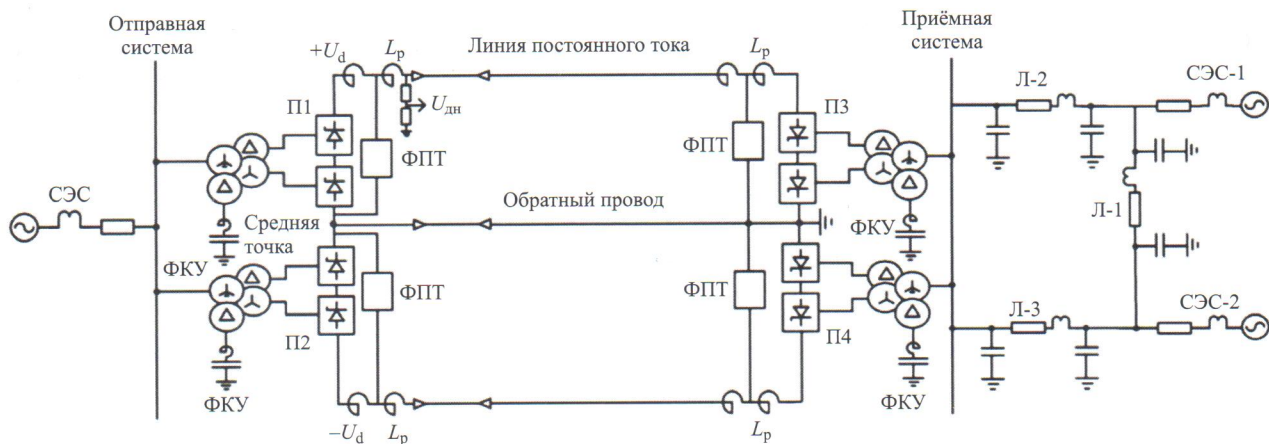 Отправная
система
+U_d
L_p
Линия постоянного тока
L_p
Приёмная
система
Л-2
СЭС-1
П1
U_дн
П3
ФПТ
ФПТ
СЭС
Обратный провод
Л-1
Средняя
точка
ФКУ
ФКУ
ФПТ
ФПТ
СЭС-2
Л-3
П2
П4
ФКУ
ФКУ
–U_d
L_p
L_p